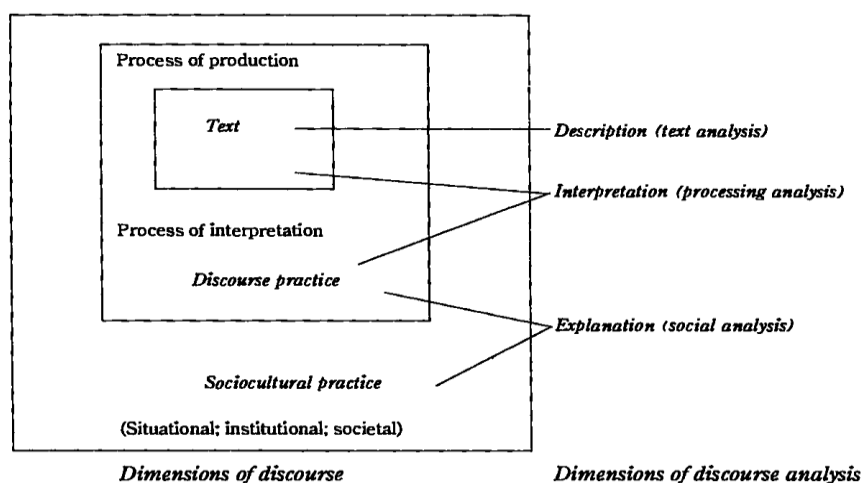 Process of production
Text
Description (text analysis)
Interpretation (processing analysis)
Process of interpretation
Discourse practice
Explanation (social analysis)
Sociocultural practice
(Situational; institutional; societal)
Dimensions of discourse
Dimensions of discourse analysis